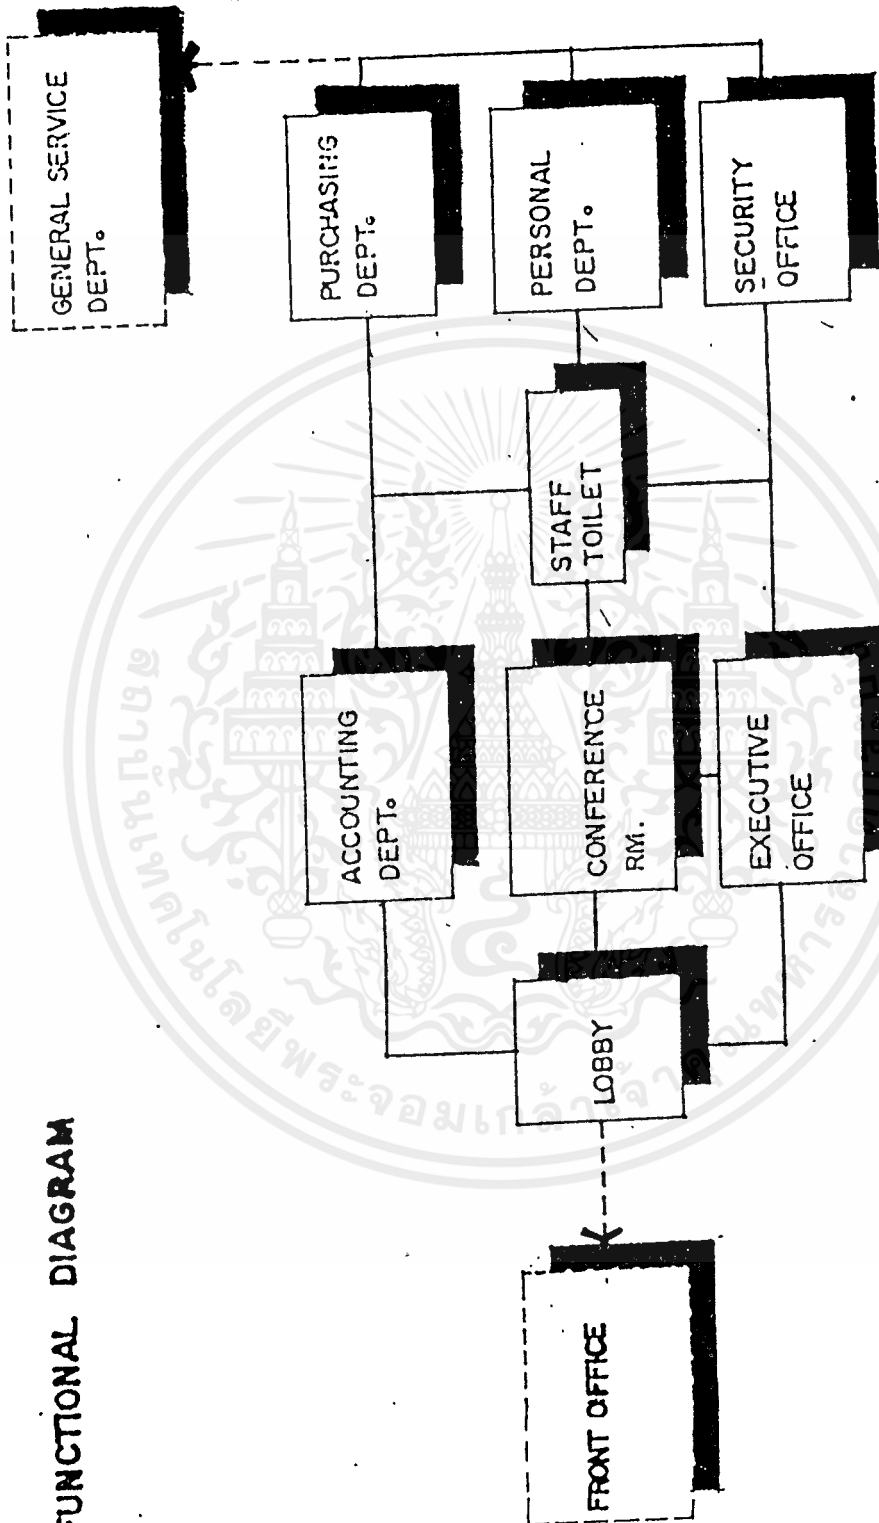 FUNCTIONAL DIAGRAM
GENERAL SERVICE
DEPT.
PURCHASING
DEPT.
PERSONAL
DEPT.
SECURITY
OFFICE
STAFF
TOILET
ACCOUNTING
DEPT.
CONFERENCE
RM.
EXECUTIVE
OFFICE
LOBBY
FRONT OFFICE